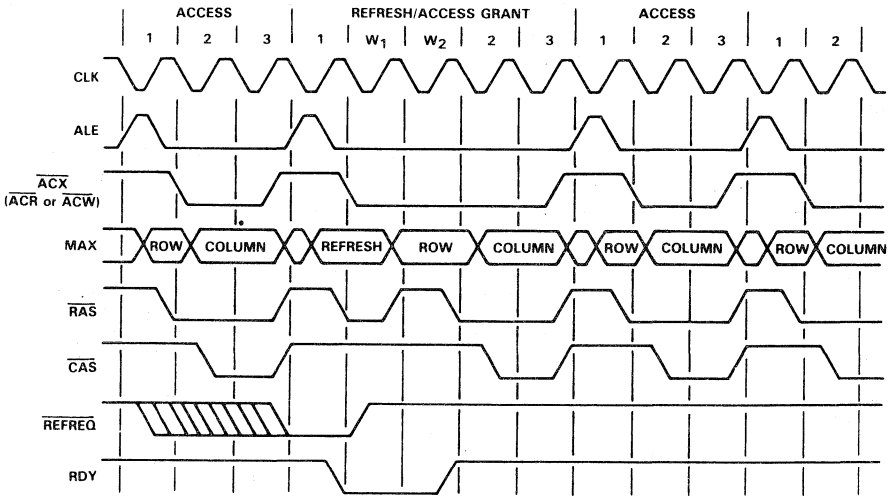 ACCESS REFRESH/ACCESS GRANT ACCESS
1 2 3 1 W1 W2 2 3 1 2 3 1 2
CLK
ALE
ACX
(ACR or ACW)
MAX ROW COLUMN REFRESH ROW COLUMN ROW COLUMN ROW COLUMN
RAS
CAS
REFREQ
RDY